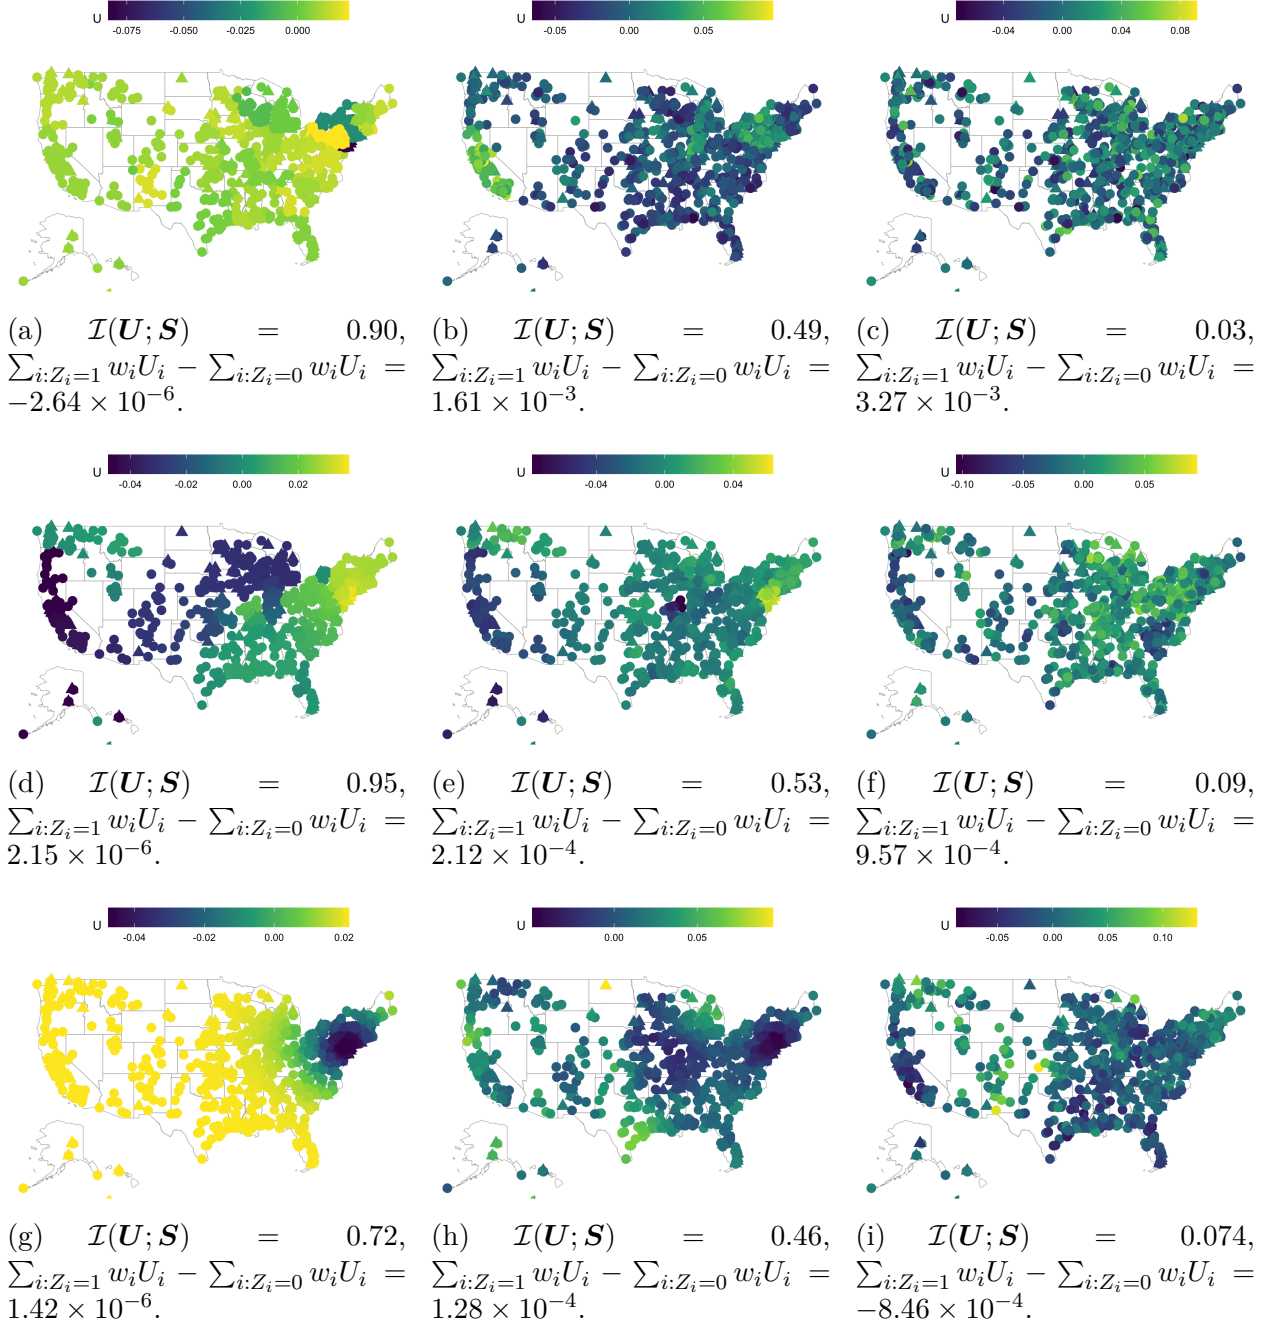 U
-0.075 -0.050 -0.025 0.000
U
-0.05 0.00 0.05
U
-0.04 0.00 0.04 0.08
(a) 𝓘(𝑼; 𝑺) = 0.90,
∑_{i:Z_i=1} w_iU_i − ∑_{i:Z_i=0} w_iU_i =
−2.64 × 10^{−6}.
(b) 𝓘(𝑼; 𝑺) = 0.49,
∑_{i:Z_i=1} w_iU_i − ∑_{i:Z_i=0} w_iU_i =
1.61 × 10^{−3}.
(c) 𝓘(𝑼; 𝑺) = 0.03,
∑_{i:Z_i=1} w_iU_i − ∑_{i:Z_i=0} w_iU_i =
3.27 × 10^{−3}.
U
-0.04 -0.02 0.00 0.02
U
-0.04 0.00 0.04
U
-0.10 -0.05 0.00 0.05
(d) 𝓘(𝑼; 𝑺) = 0.95,
∑_{i:Z_i=1} w_iU_i − ∑_{i:Z_i=0} w_iU_i =
2.15 × 10^{−6}.
(e) 𝓘(𝑼; 𝑺) = 0.53,
∑_{i:Z_i=1} w_iU_i − ∑_{i:Z_i=0} w_iU_i =
2.12 × 10^{−4}.
(f) 𝓘(𝑼; 𝑺) = 0.09,
∑_{i:Z_i=1} w_iU_i − ∑_{i:Z_i=0} w_iU_i =
9.57 × 10^{−4}.
U
-0.04 -0.02 0.00 0.02
U
0.00 0.05
U
-0.05 0.00 0.05 0.10
(g) 𝓘(𝑼; 𝑺) = 0.72,
∑_{i:Z_i=1} w_iU_i − ∑_{i:Z_i=0} w_iU_i =
1.42 × 10^{−6}.
(h) 𝓘(𝑼; 𝑺) = 0.46,
∑_{i:Z_i=1} w_iU_i − ∑_{i:Z_i=0} w_iU_i =
1.28 × 10^{−4}.
(i) 𝓘(𝑼; 𝑺) = 0.074,
∑_{i:Z_i=1} w_iU_i − ∑_{i:Z_i=0} w_iU_i =
−8.46 × 10^{−4}.